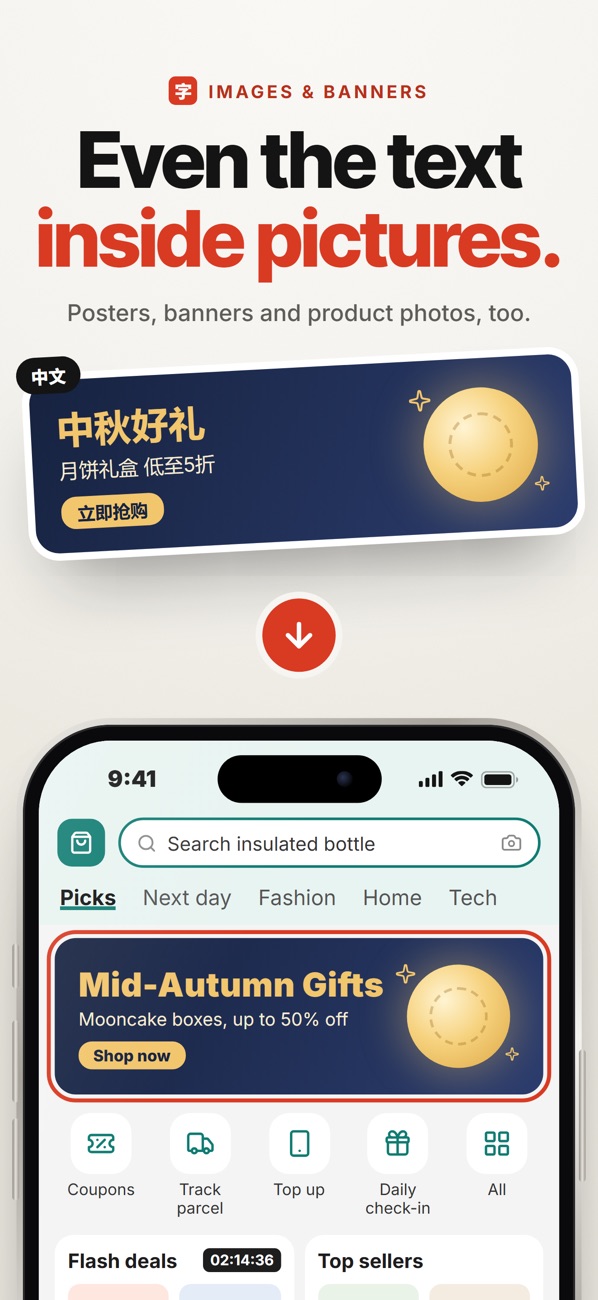 字 IMAGES & BANNERS
Even the text
inside pictures.
Posters, banners and product photos, too.
中文
中秋好礼
月饼礼盒 低至5折
立即抢购
9:41
Search insulated bottle
Picks Next day Fashion Home Tech
Mid-Autumn Gifts
Mooncake boxes, up to 50% off
Shop now
Coupons
Track
parcel
Top up
Daily
check-in
All
Flash deals 02:14:36
Top sellers